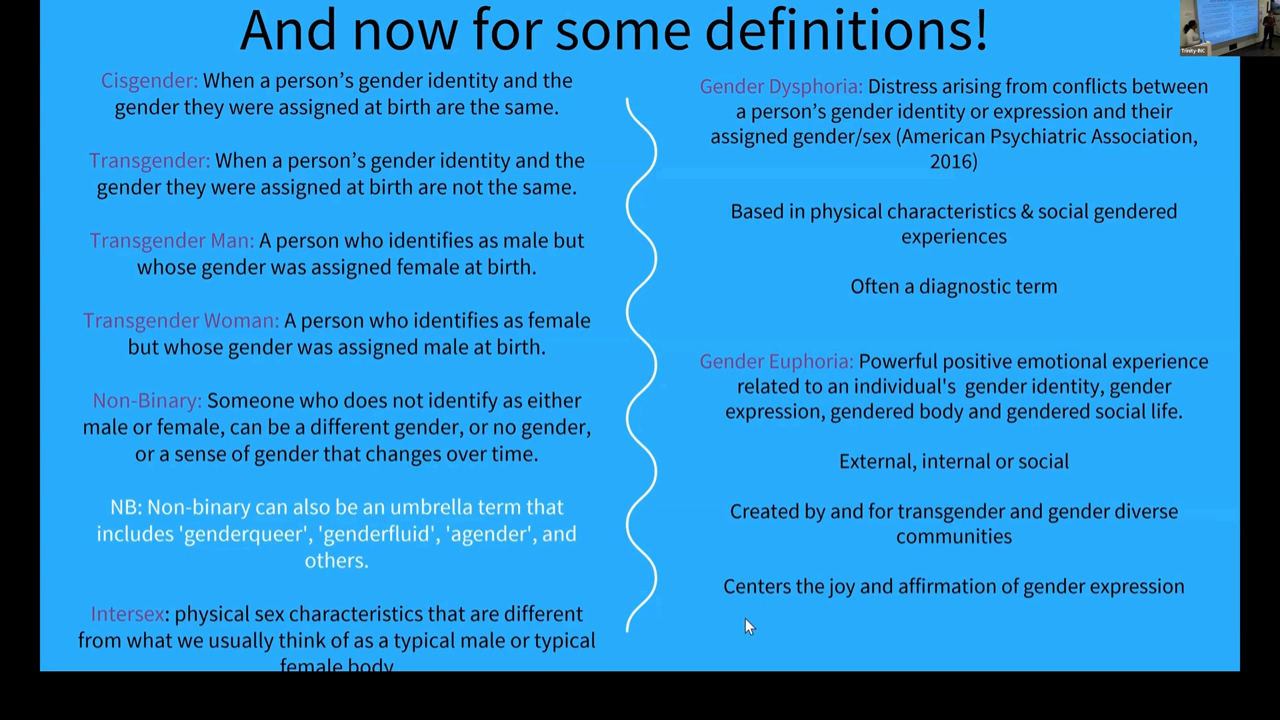 And now for some definitions!
Cisgender: When a person’s gender identity and the
gender they were assigned at birth are the same.
Transgender: When a person’s gender identity and the
gender they were assigned at birth are not the same.
Transgender Man: A person who identifies as male but
whose gender was assigned female at birth.
Transgender Woman: A person who identifies as female
but whose gender was assigned male at birth.
Non-Binary: Someone who does not identify as either
male or female, can be a different gender, or no gender,
or a sense of gender that changes over time.
NB: Non-binary can also be an umbrella term that
includes 'genderqueer', 'genderfluid', 'agender', and
others.
Intersex: physical sex characteristics that are different
from what we usually think of as a typical male or typical
female body
Gender Dysphoria: Distress arising from conflicts between
a person’s gender identity or expression and their
assigned gender/sex (American Psychiatric Association,
2016)
Based in physical characteristics & social gendered
experiences
Often a diagnostic term
Gender Euphoria: Powerful positive emotional experience
related to an individual's  gender identity, gender
expression, gendered body and gendered social life.
External, internal or social
Created by and for transgender and gender diverse
communities
Centers the joy and affirmation of gender expression